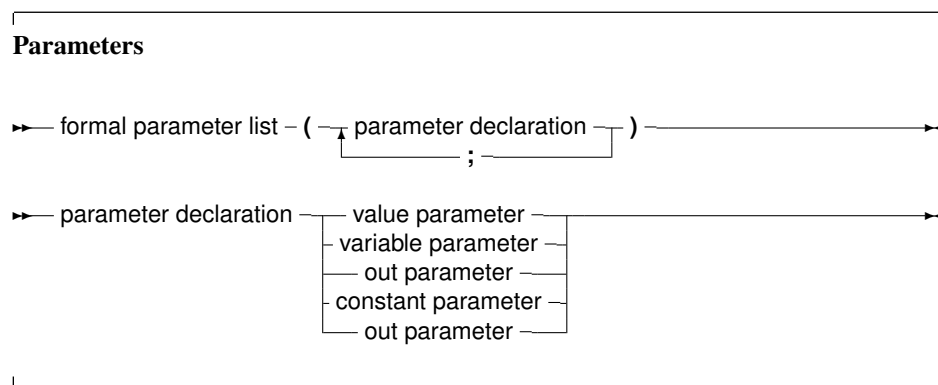 Parameters
formal parameter list ( parameter declaration )
;
parameter declaration value parameter
variable parameter
out parameter
constant parameter
out parameter